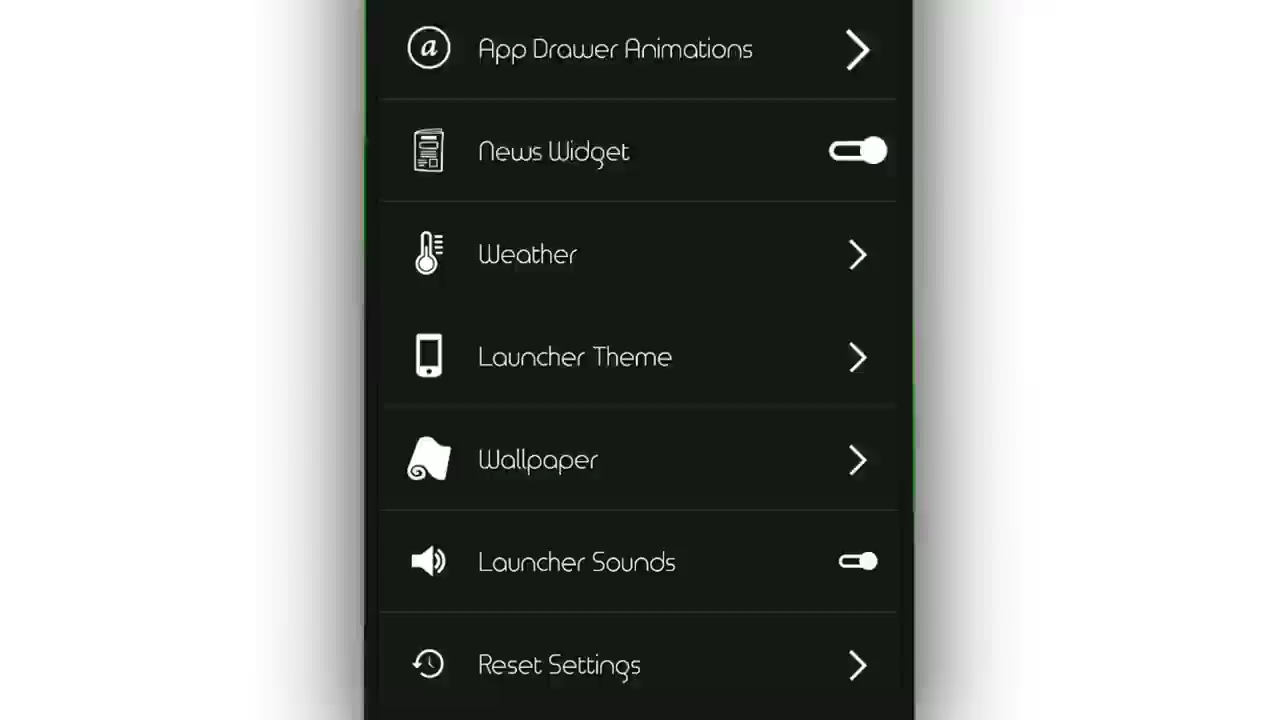 App Drawer Animations
News Widget
Weather
Launcher Theme
Wallpaper
Launcher Sounds
Reset Settings